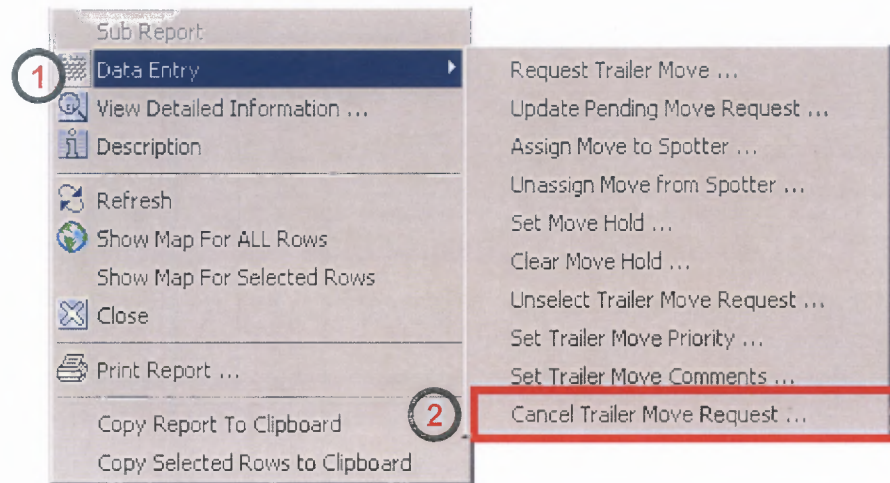 Sub Report
1
Data Entry
View Detailed Information ...
Description
Refresh
Show Map For ALL Rows
Show Map For Selected Rows
Close
Print Report ...
Copy Report To Clipboard
Copy Selected Rows to Clipboard
Request Trailer Move ...
Update Pending Move Request ...
Assign Move to Spotter ...
Unassign Move from Spotter ...
Set Move Hold ...
Clear Move Hold ...
Unselect Trailer Move Request ...
Set Trailer Move Priority ...
Set Trailer Move Comments ...
2
Cancel Trailer Move Request ...